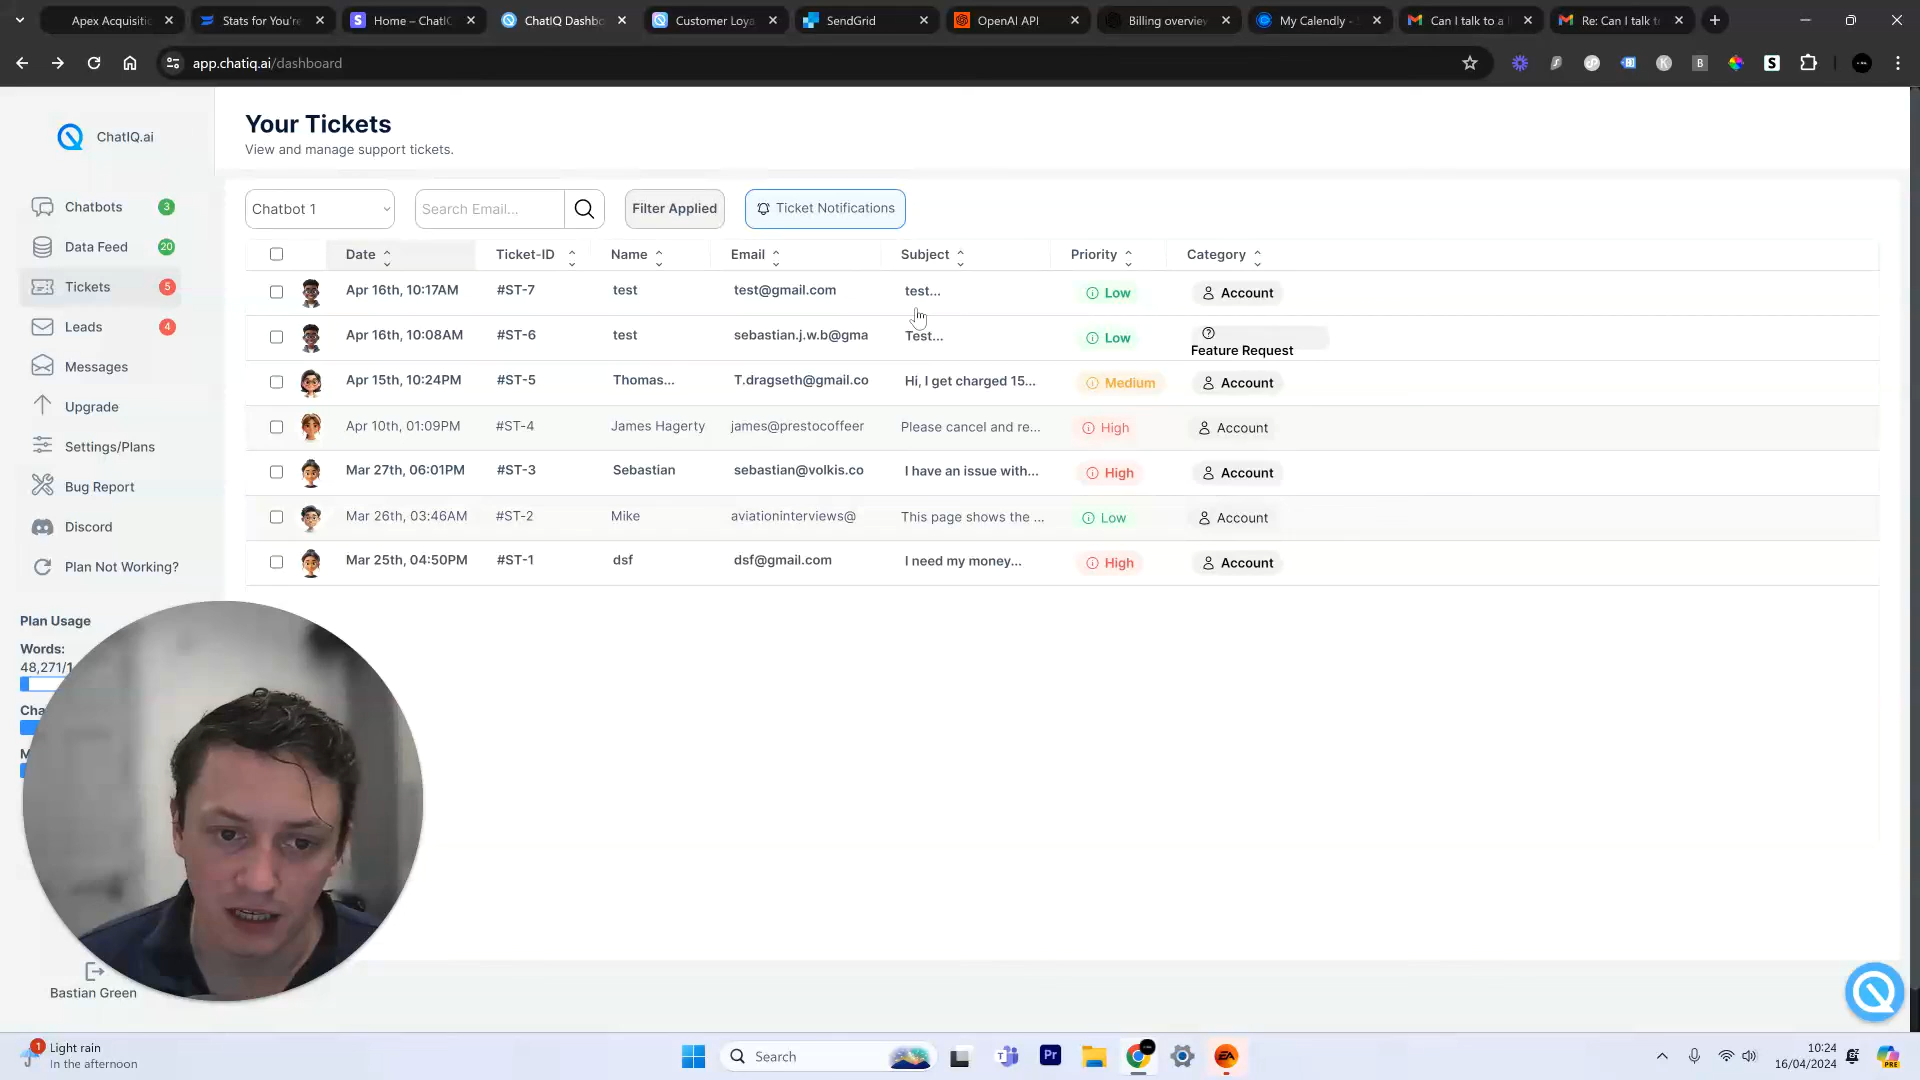 Apex Acquisiti
Stats for You're
Home – ChatIQ
ChatIQ Dashbo
Customer Loya
SendGrid
OpenAI API
Billing overview
My Calendly -
Can I talk to a
Re: Can I talk t
app.chatiq.ai/dashboard
ChatIQ.ai
Chatbots 3
Data Feed 20
Tickets 5
Leads 4
Messages
Upgrade
Settings/Plans
Bug Report
Discord
Plan Not Working?
Plan Usage
Words:
48,271/1
Cha
M
Bastian Green
Your Tickets
View and manage support tickets.
Chatbot 1
Search Email...
Filter Applied
Ticket Notifications
Date Ticket-ID Name Email Subject Priority Category
Apr 16th, 10:17AM #ST-7 test test@gmail.com test... Low Account
Apr 16th, 10:08AM #ST-6 test sebastian.j.w.b@gma Test... Low Feature Request
Apr 15th, 10:24PM #ST-5 Thomas... T.dragseth@gmail.co Hi, I get charged 15... Medium Account
Apr 10th, 01:09PM #ST-4 James Hagerty james@prestocoffeer Please cancel and re... High Account
Mar 27th, 06:01PM #ST-3 Sebastian sebastian@volkis.co I have an issue with... High Account
Mar 26th, 03:46AM #ST-2 Mike aviationinterviews@ This page shows the ... Low Account
Mar 25th, 04:50PM #ST-1 dsf dsf@gmail.com I need my money... High Account
1
Light rain
In the afternoon
Search
Pr
EA
10:24
16/04/2024
PRE